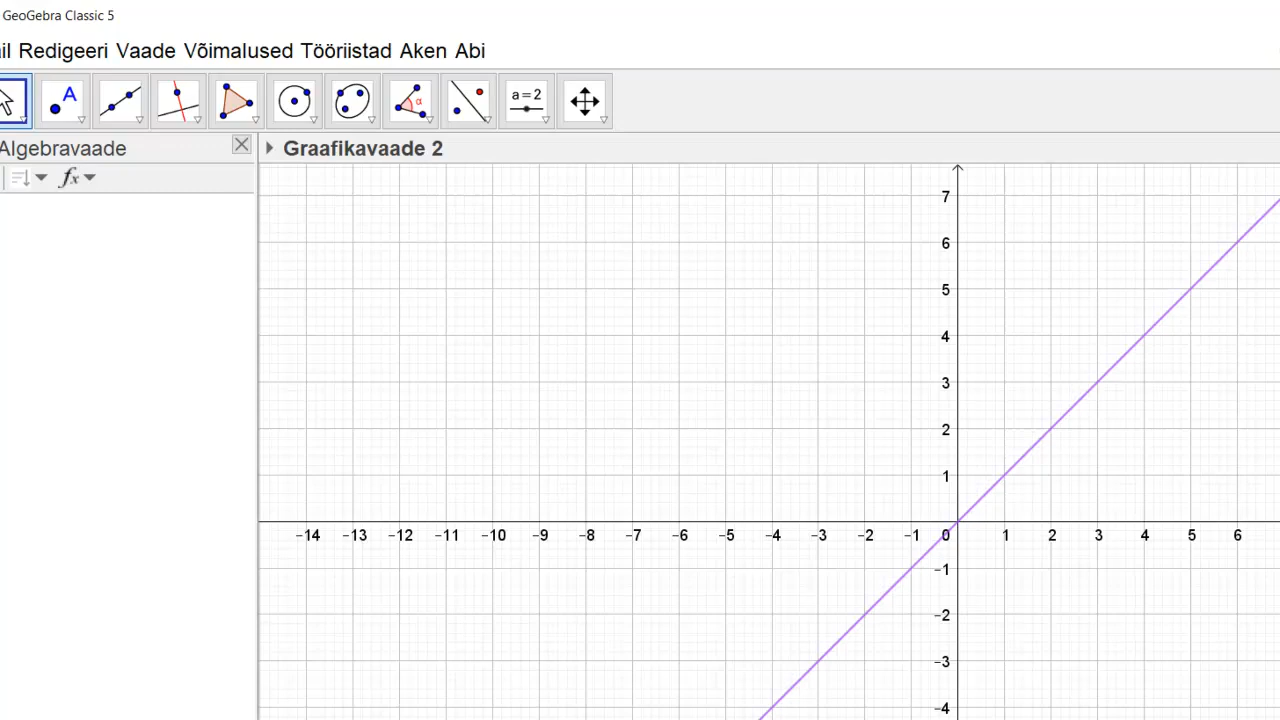 GeoGebra Classic 5
il Redigeeri Vaade Võimalused Tööriistad Aken Abi
A
α
a=2
Algebravaade
Graafikavaade 2
fx
7
6
5
4
3
2
1
−14 −13 −12 −11 −10 −9 −8 −7 −6 −5 −4 −3 −2 −1 0 1 2 3 4 5 6
−1
−2
−3
−4